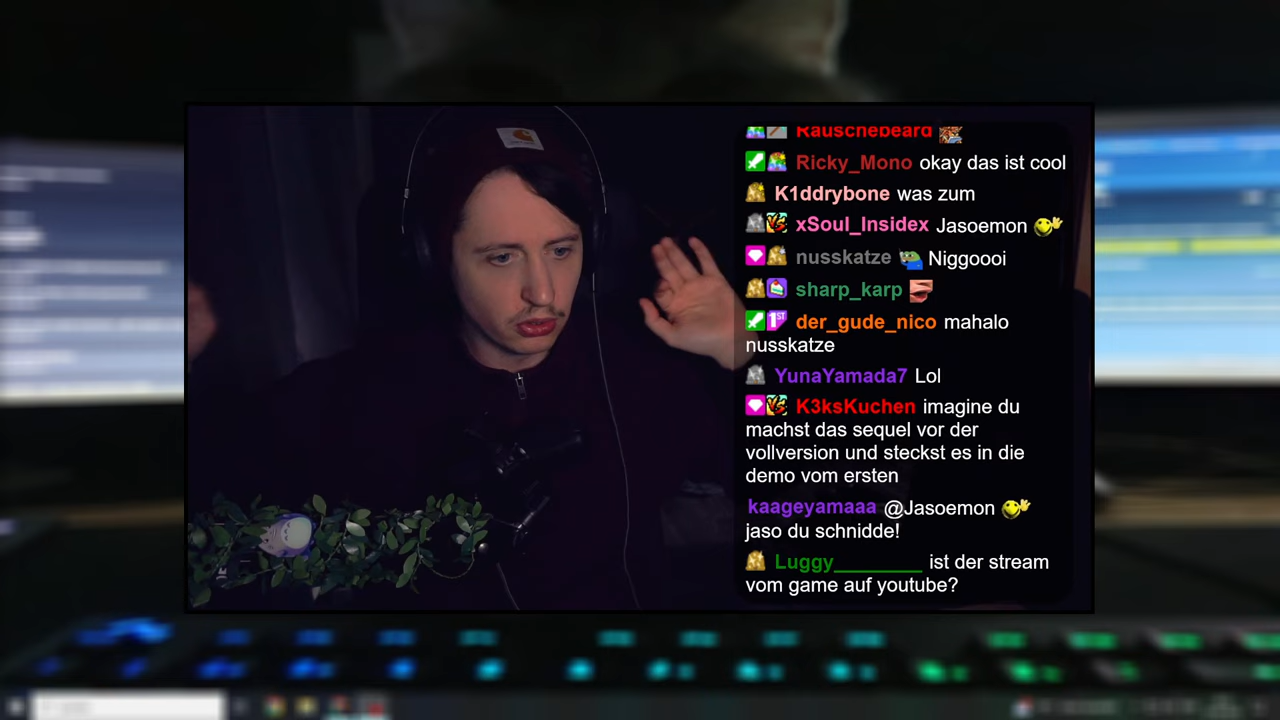 Rauschebeard
Ricky_Mono okay das ist cool
K1ddrybone was zum
xSoul_Insidex Jasoemon
nusskatze Niggoooi
sharp_karp
der_gude_nico mahalo
nusskatze
YunaYamada7 Lol
K3ksKuchen imagine du
machst das sequel vor der
vollversion und steckst es in die
demo vom ersten
kaageyamaaa @Jasoemon
jaso du schnidde!
Luggy________ ist der stream
vom game auf youtube?